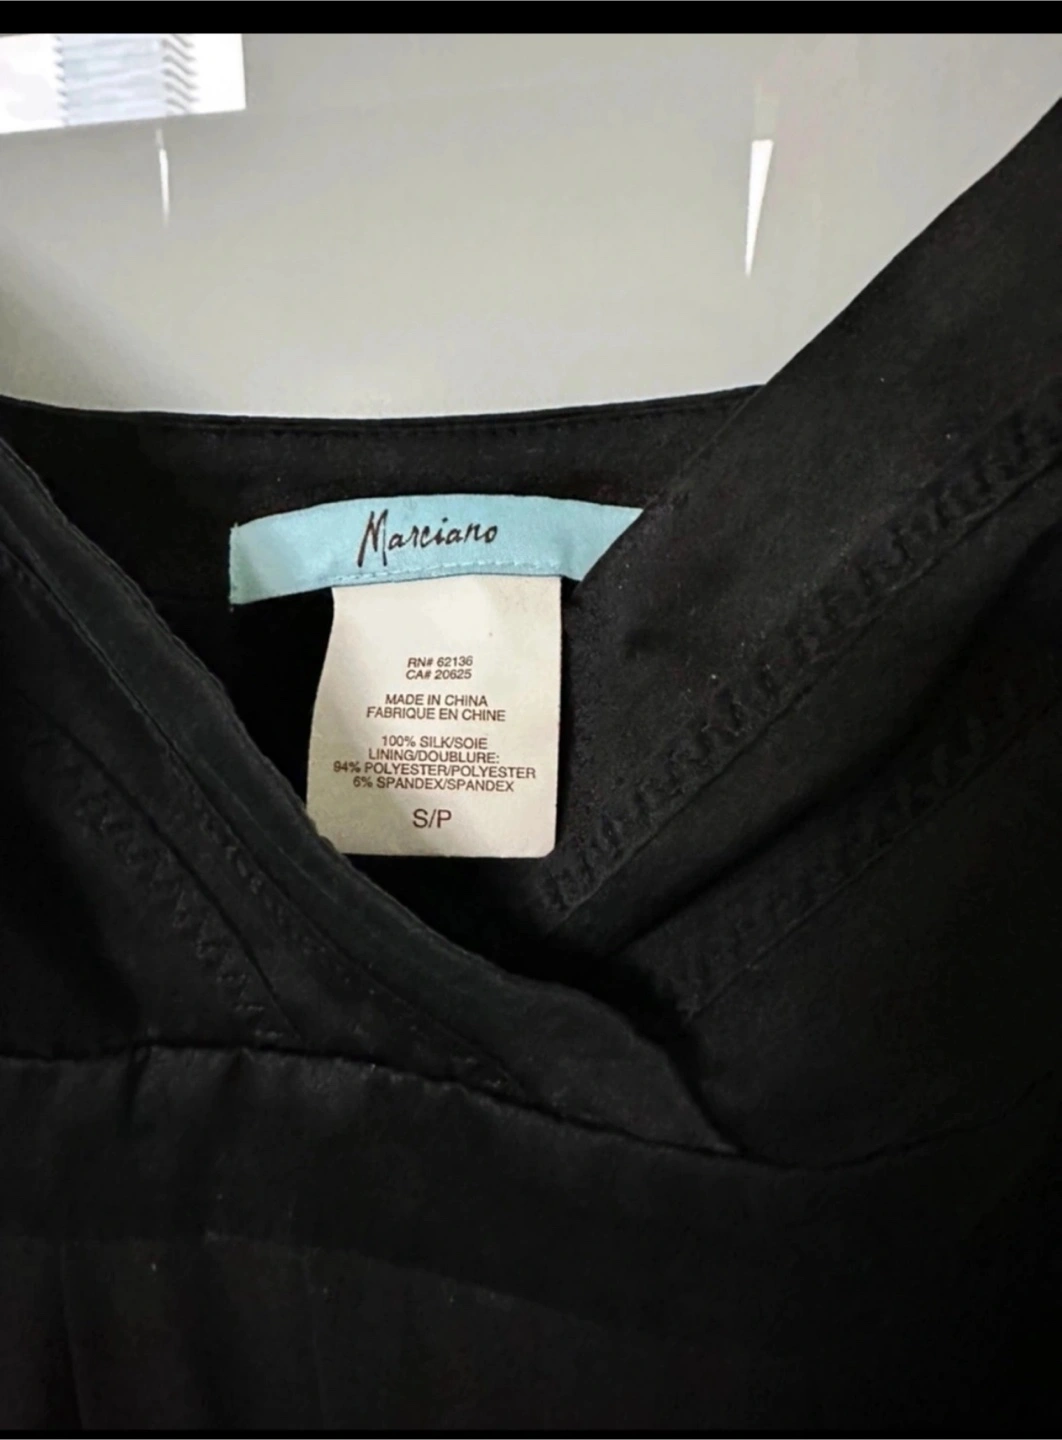 Marciano
RN# 62136
CA# 20625
MADE IN CHINA
FABRIQUE EN CHINE
100% SILK/SOIE
LINING/DOUBLURE:
94% POLYESTER/POLYESTER
6% SPANDEX/SPANDEX
S/P